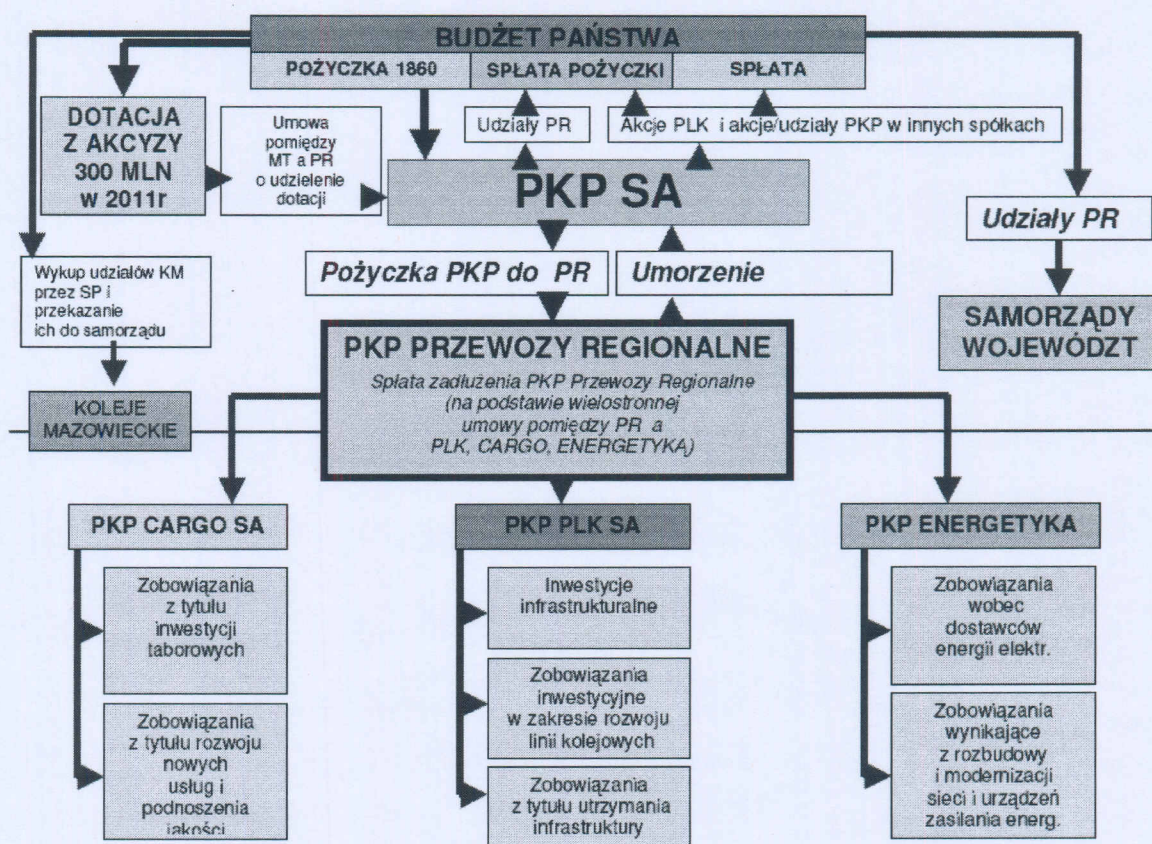 BUDŻET PAŃSTWA
POŻYCZKA 1860
SPŁATA POŻYCZKI
SPŁATA
DOTACJA
Z AKCYZY
300 MLN
w 2011r
Umowa
pomiędzy
MT a PR
o udzielenie
dotacji
Udziały PR
Akcje PLK i akcje/udziały PKP w innych spółkach
PKP SA
Udziały PR
Wykup udziałów KM
przez SP i
przekazanie
ich do samorządu
Pożyczka PKP do PR
Umorzenie
SAMORZĄDY
WOJEWÓDZT
KOLEJE
MAZOWIECKIE
PKP PRZEWOZY REGIONALNE
Spłata zadłużenia PKP Przewozy Regionalne
(na podstawie wielostronnej
umowy pomiędzy PR a
PLK, CARGO, ENERGETYKA)
PKP CARGO SA
Zobowiązania
z tytułu
inwestycji
taborowych
Zobowiązania
z tytułu rozwoju
nowych
usług i
podnoszenia
jakości
PKP PLK SA
Inwestycje
infrastrukturalne
Zobowiązania
inwestycyjne
w zakresie rozwoju
linii kolejowych
Zobowiązania
z tytułu utrzymania
infrastruktury
PKP ENERGETYKA
Zobowiązania
wobec
dostawców
energii elektr.
Zobowiązania
wynikające
z rozbudowy
i modernizacji
sieci i urządzeń
zasilania energ.